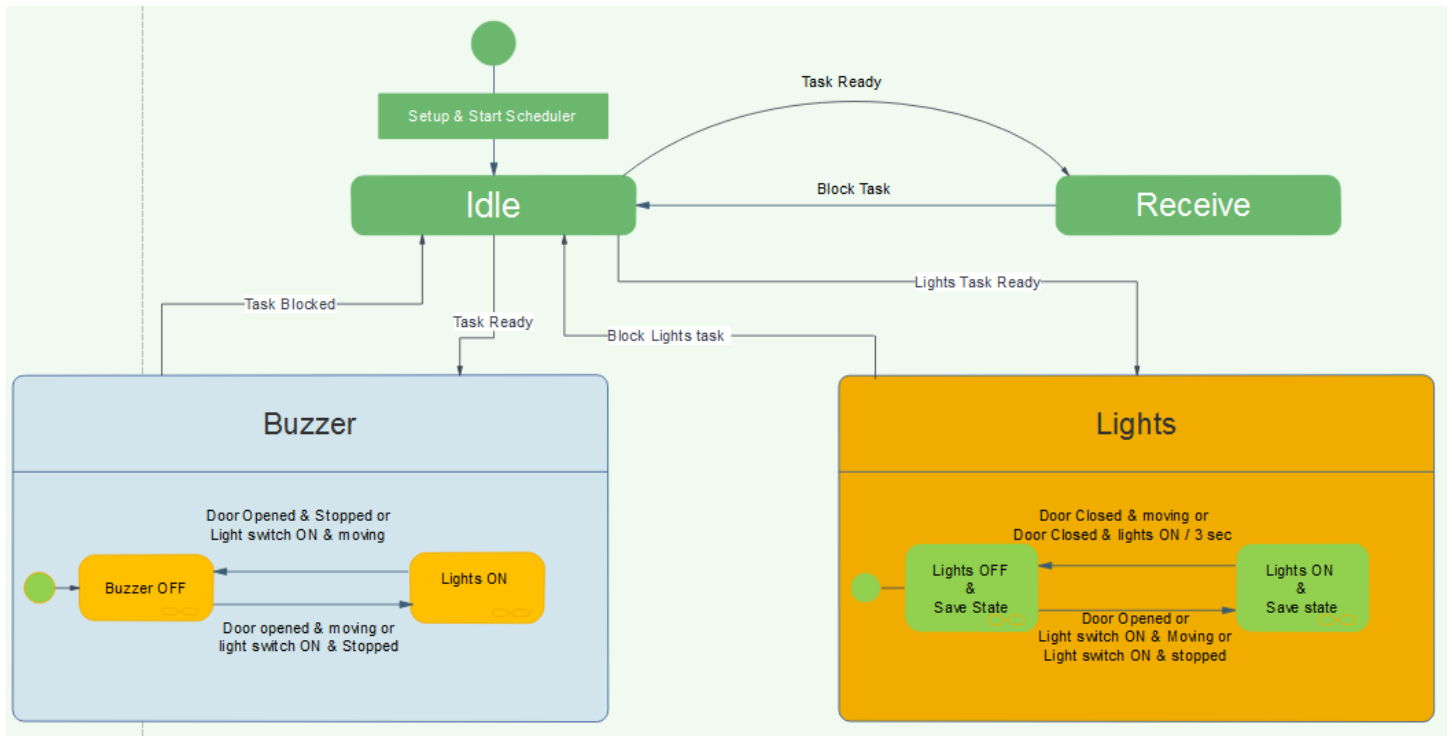 Task Ready
Setup & Start Scheduler
Idle
Block Task
Receive
Task Blocked
Task Ready
Block Lights task
Lights Task Ready
Buzzer
Door Opened & Stopped or
Light switch ON & moving
Buzzer OFF
Lights ON
Door opened & moving or
light switch ON & Stopped
Lights
Door Closed & moving or
Door Closed & lights ON / 3 sec
Lights OFF
&
Save State
Lights ON
&
Save state
Door Opened or
Light switch ON & Moving or
Light switch ON & stopped